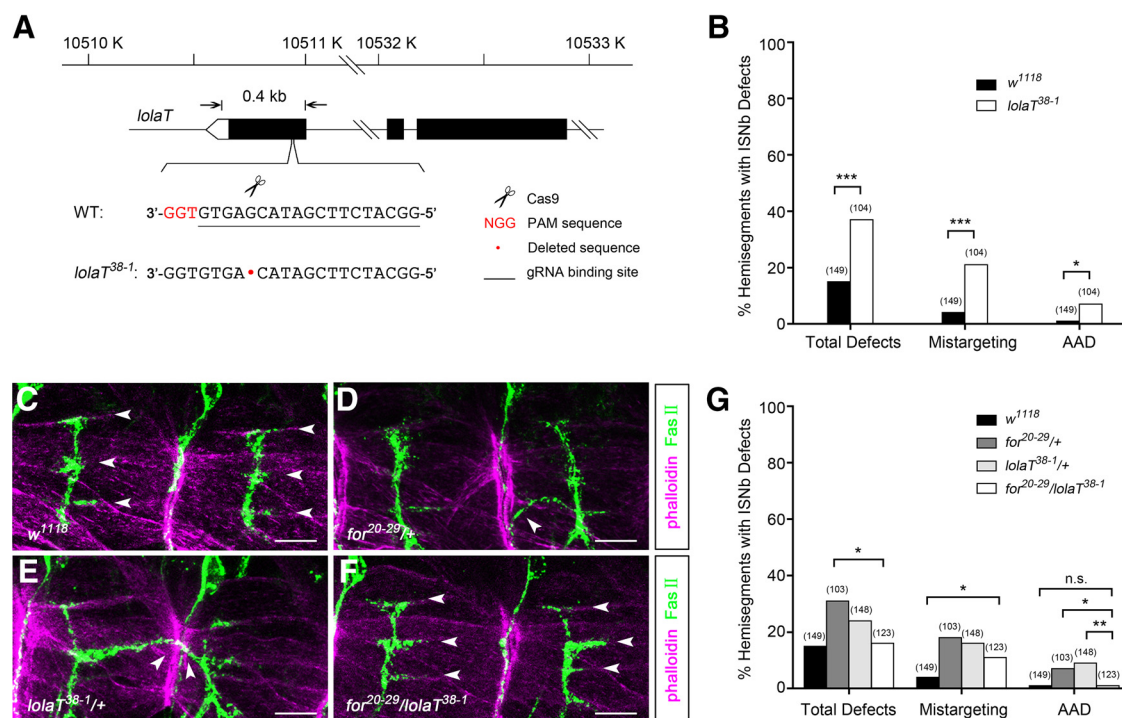 A
10510 K 10511 K 10532 K 10533 K
0.4 kb
lolaT
Cas9
WT: 3'-GGTGTGAGCATAGCTTCTACGG-5'
NGG PAM sequence
• Deleted sequence
lolaT38-1: 3'-GGTGTGA•CATAGCTTCTACGG-5'
gRNA binding site
B
% Hemisegments with ISNb Defects
100
80
60
40
20
0
w1118
lolaT38-1
*** *** *
(149) (104) (149) (104) (149) (104)
Total Defects Mistargeting AAD
C
w1118
D
for20-29/+
phalloidin Fas II
E
lolaT38-1/+
F
for20-29/lolaT38-1
phalloidin Fas II
G
% Hemisegments with ISNb Defects
100
80
60
40
20
0
w1118
for20-29/+
lolaT38-1/+
for20-29/lolaT38-1
* * n.s. * **
(149) (103) (148) (123) (149) (103) (148) (123) (149) (103) (148) (123)
Total Defects Mistargeting AAD